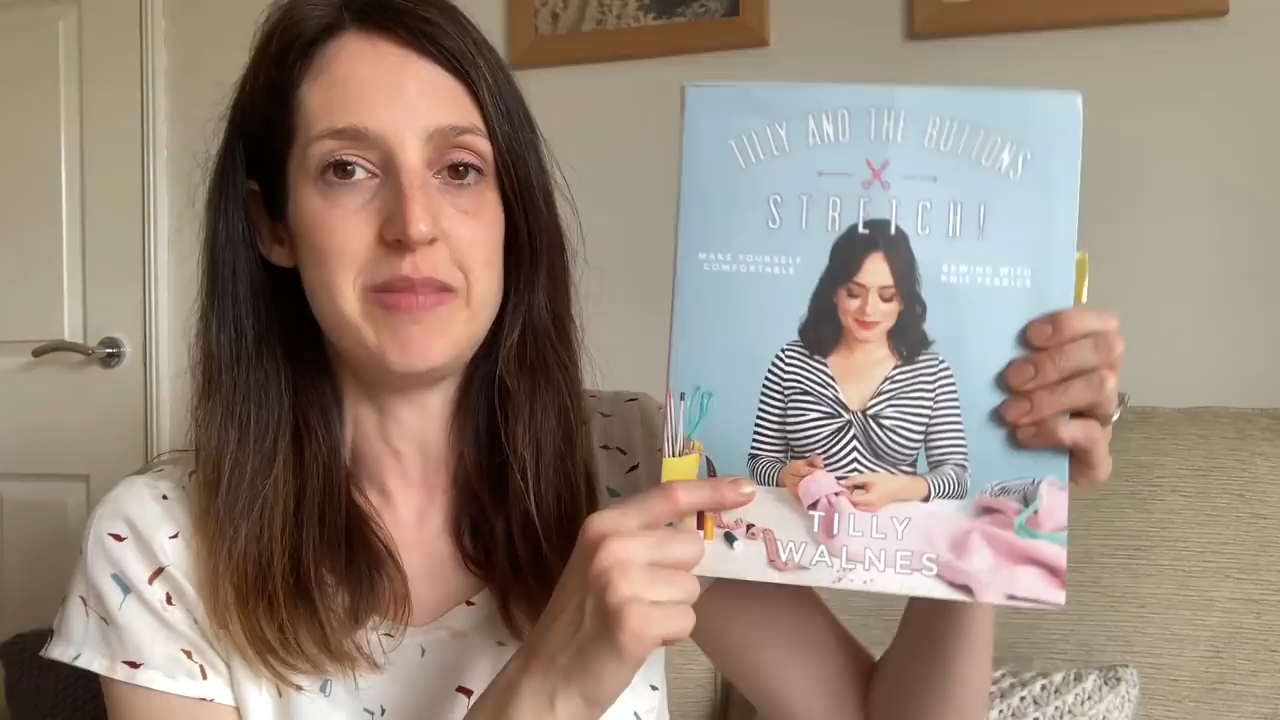 TILLY AND THE BUTTONS
STRETCH!
MAKE YOURSELF
COMFORTABLE
SEWING WITH
KNIT FABRICS
TILLY
WALNES